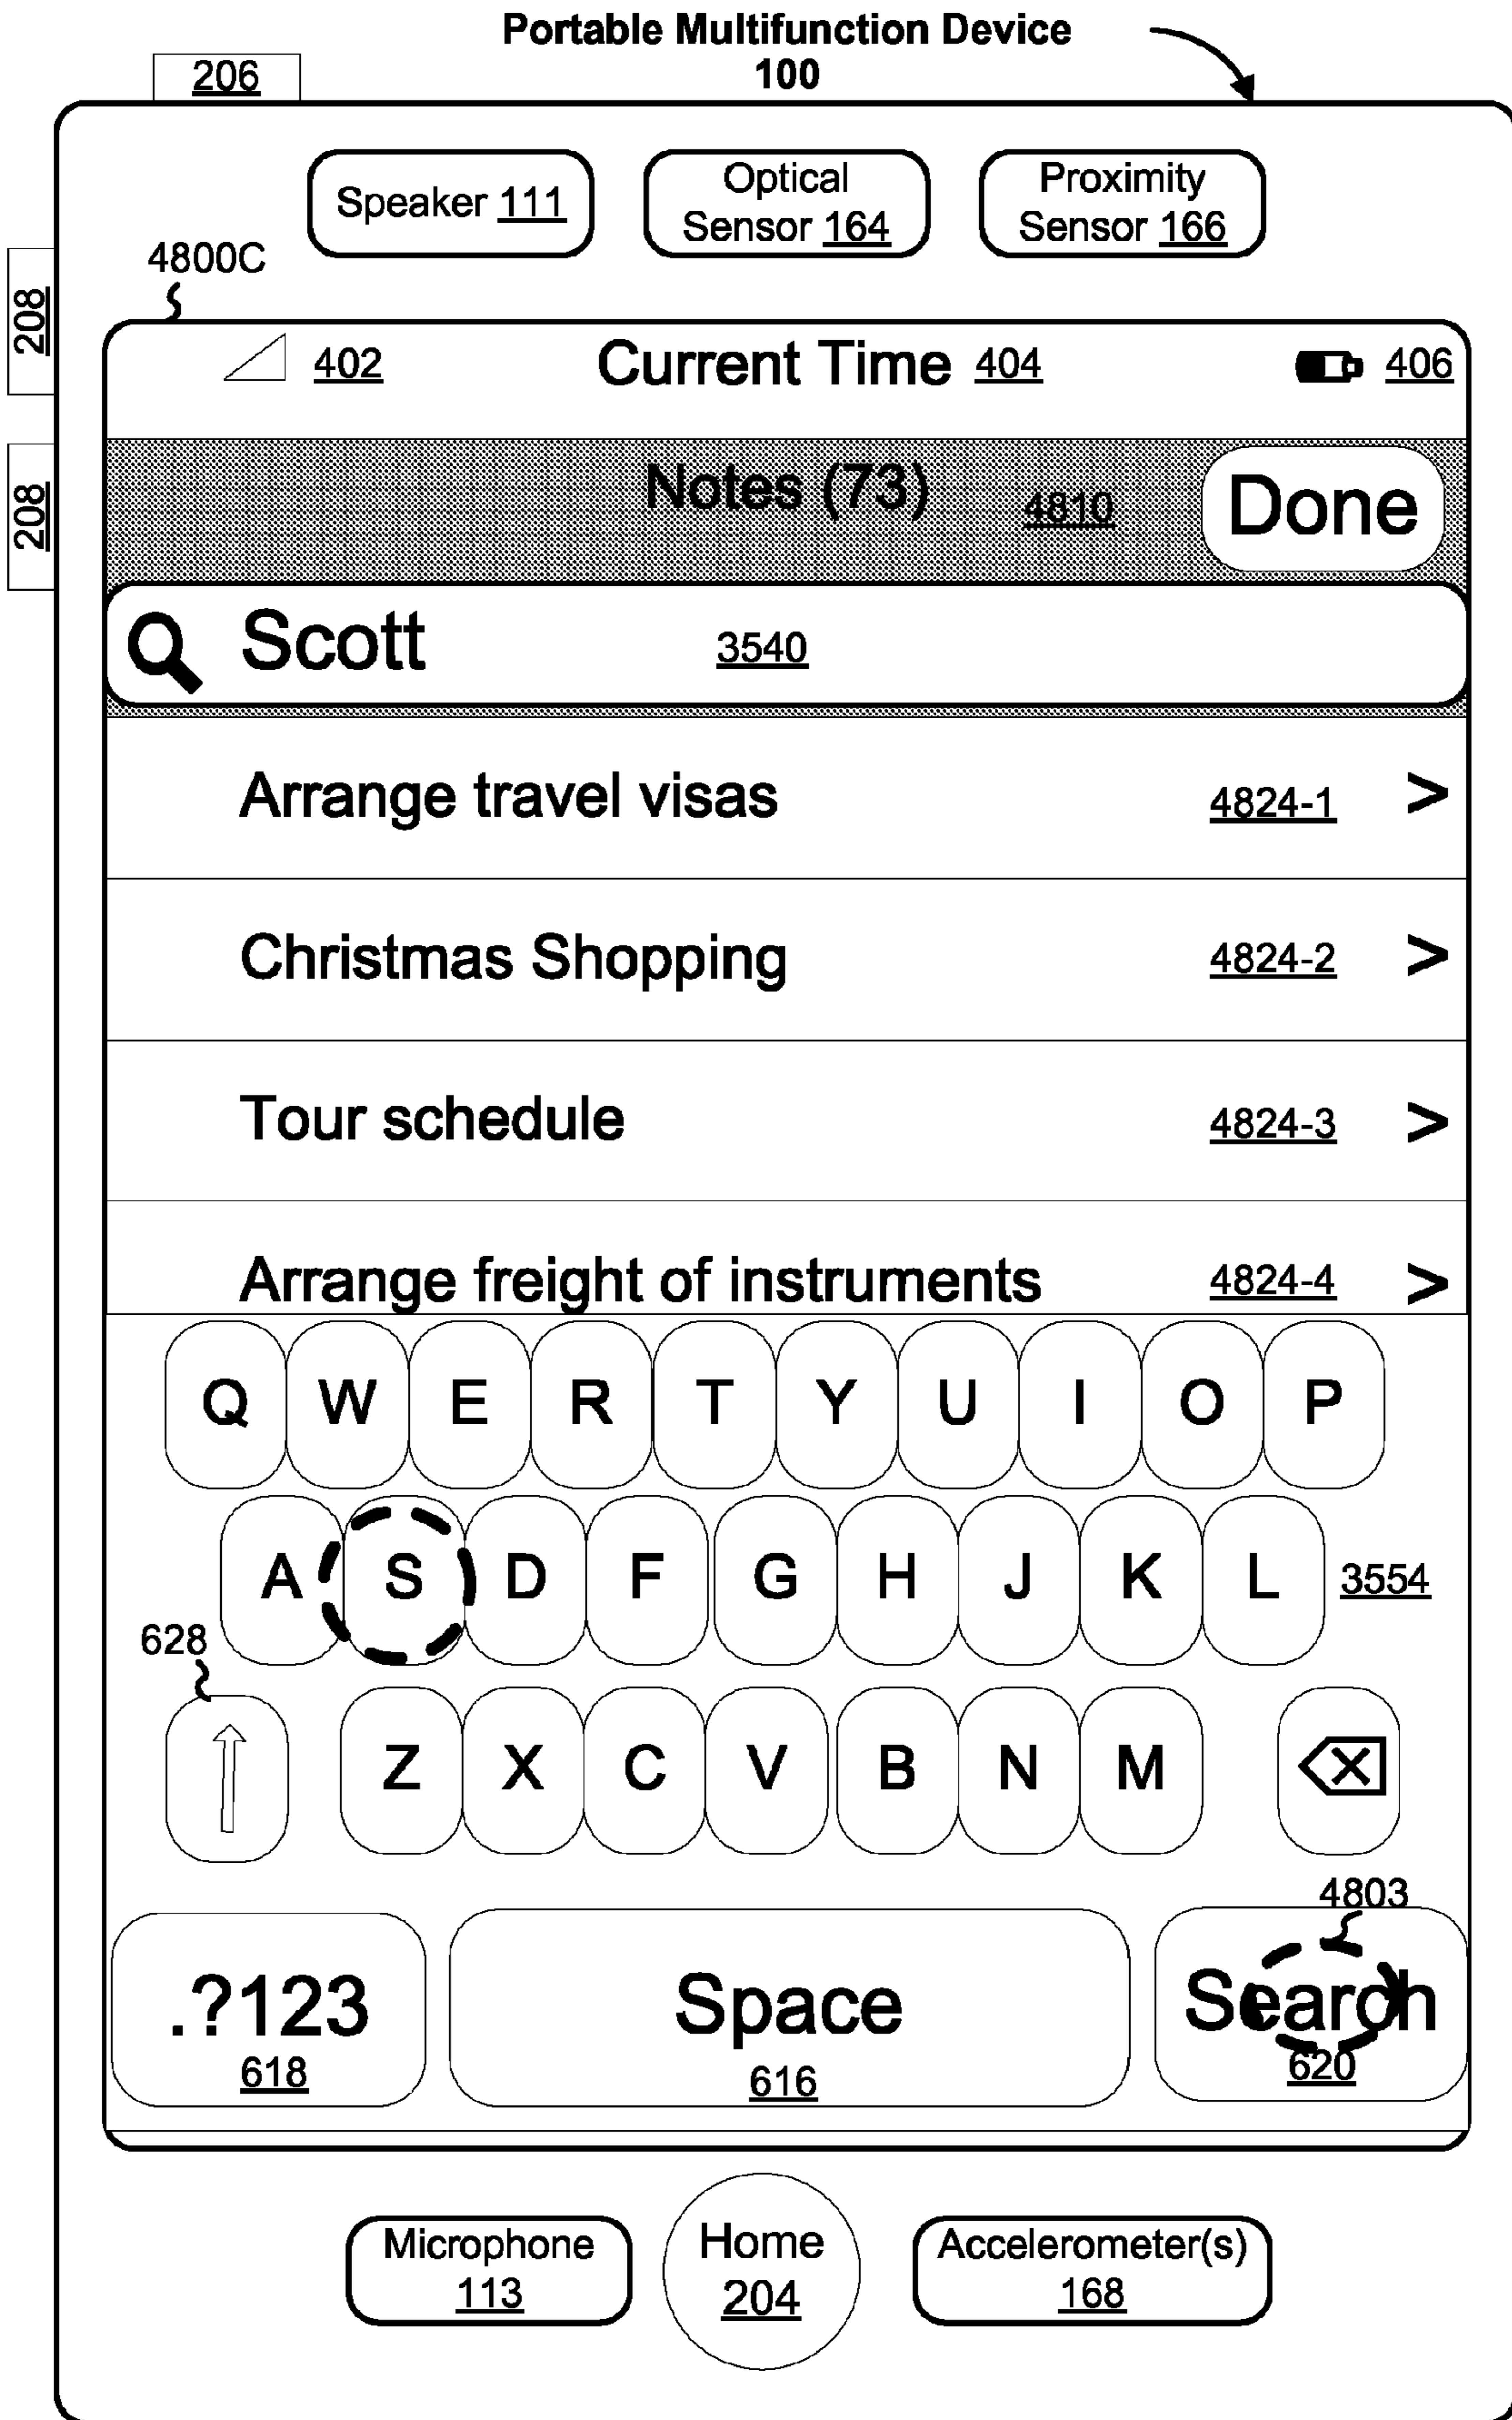 Portable Multifunction Device
100
206
Speaker 111
Optical
Sensor 164
Proximity
Sensor 166
4800C
208
402
Current Time 404
406
Notes (73)
4810
Done
208
Scott
3540
Arrange travel visas
4824-1
>
Christmas Shopping
4824-2
>
Tour schedule
4824-3
>
Arrange freight of instruments
4824-4
>
Q W E R T Y U I O P
A S D F G H J K L
3554
628
Z X C V B N M
4803
.?123
618
Space
616
Search
620
Microphone
113
Home
204
Accelerometer(s)
168